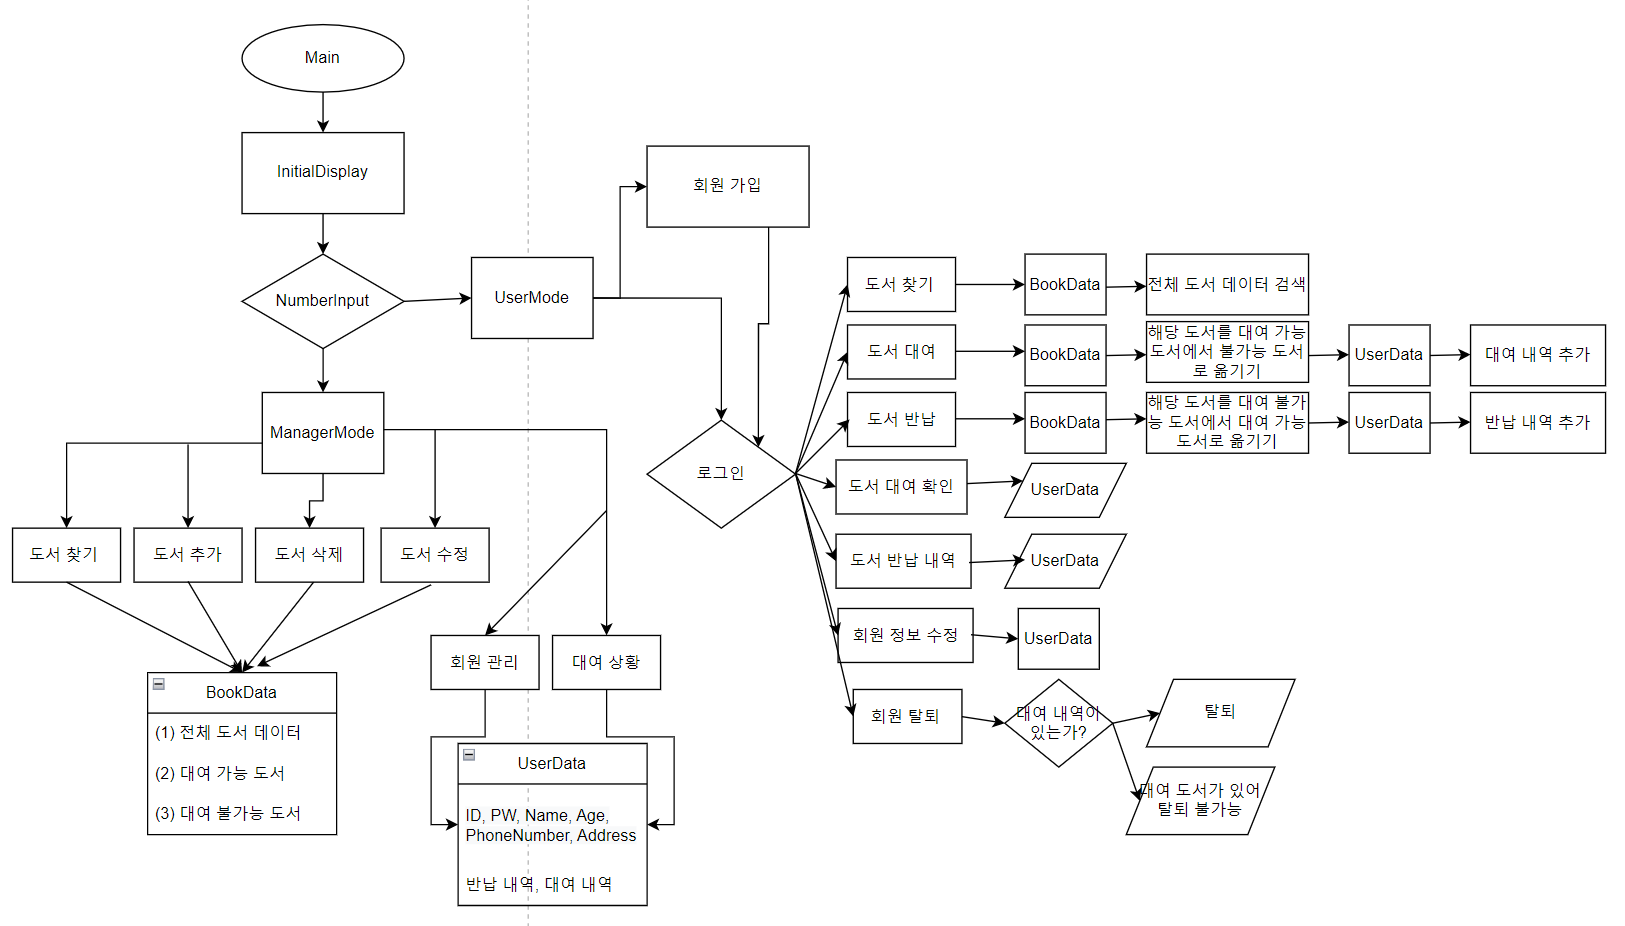 Main
InitialDisplay
NumberInput
UserMode
회원 가입
ManagerMode
로그인
도서 찾기
도서 추가
도서 삭제
도서 수정
BookData
(1) 전체 도서 데이터
(2) 대여 가능 도서
(3) 대여 불가능 도서
회원 관리
대여 상황
UserData
ID, PW, Name, Age,
PhoneNumber, Address
반납 내역, 대여 내역
도서 찾기
BookData
전체 도서 데이터 검색
도서 대여
BookData
해당 도서를 대여 가능
도서에서 불가능 도서
로 옮기기
UserData
대여 내역 추가
도서 반납
BookData
해당 도서를 대여 불가
능 도서에서 대여 가능
도서로 옮기기
UserData
반납 내역 추가
도서 대여 확인
UserData
도서 반납 내역
UserData
회원 정보 수정
UserData
회원 탈퇴
대여 내역이
있는가?
탈퇴
대여 도서가 있어
탈퇴 불가능